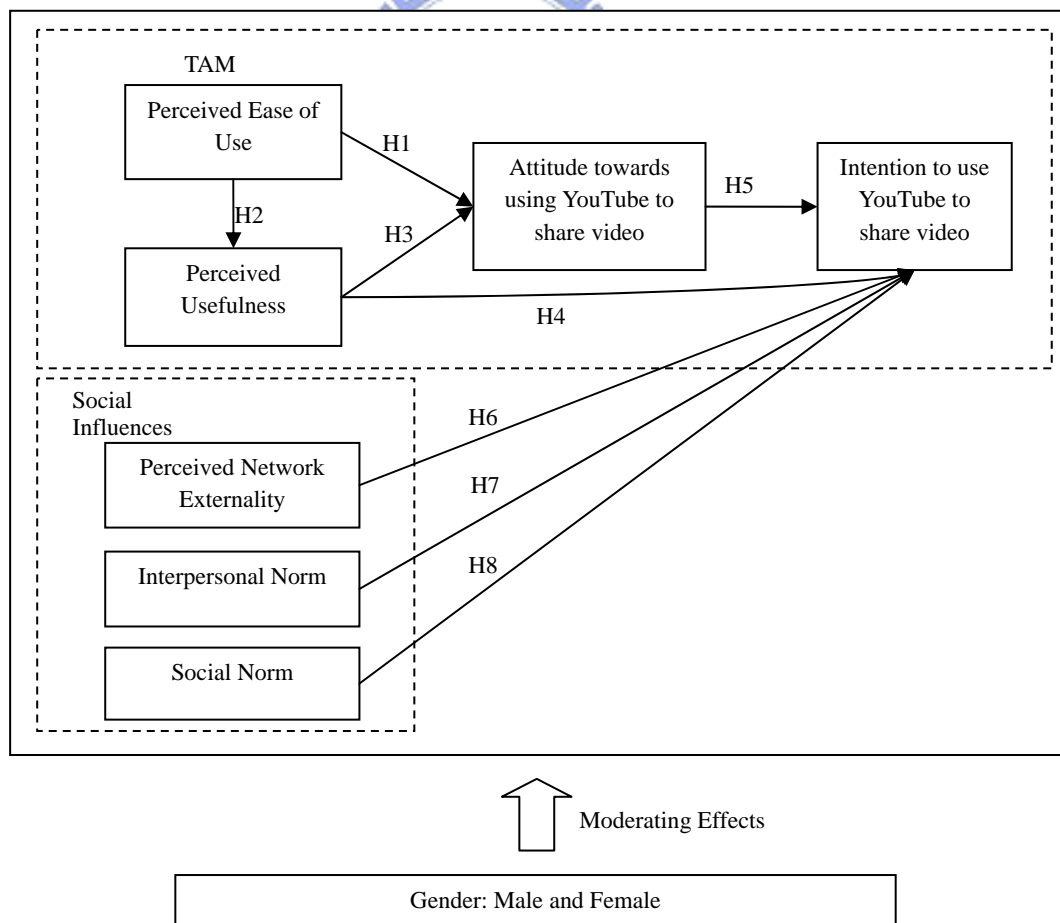 TAM
Perceived Ease of
Use
H1
H2
Attitude towards
using YouTube to
share video
H5
Intention to use
YouTube to
share video
H3
Perceived
Usefulness
H4
Social
Influences
H6
Perceived Network
Externality
H7
Interpersonal Norm
H8
Social Norm
Moderating Effects
Gender: Male and Female